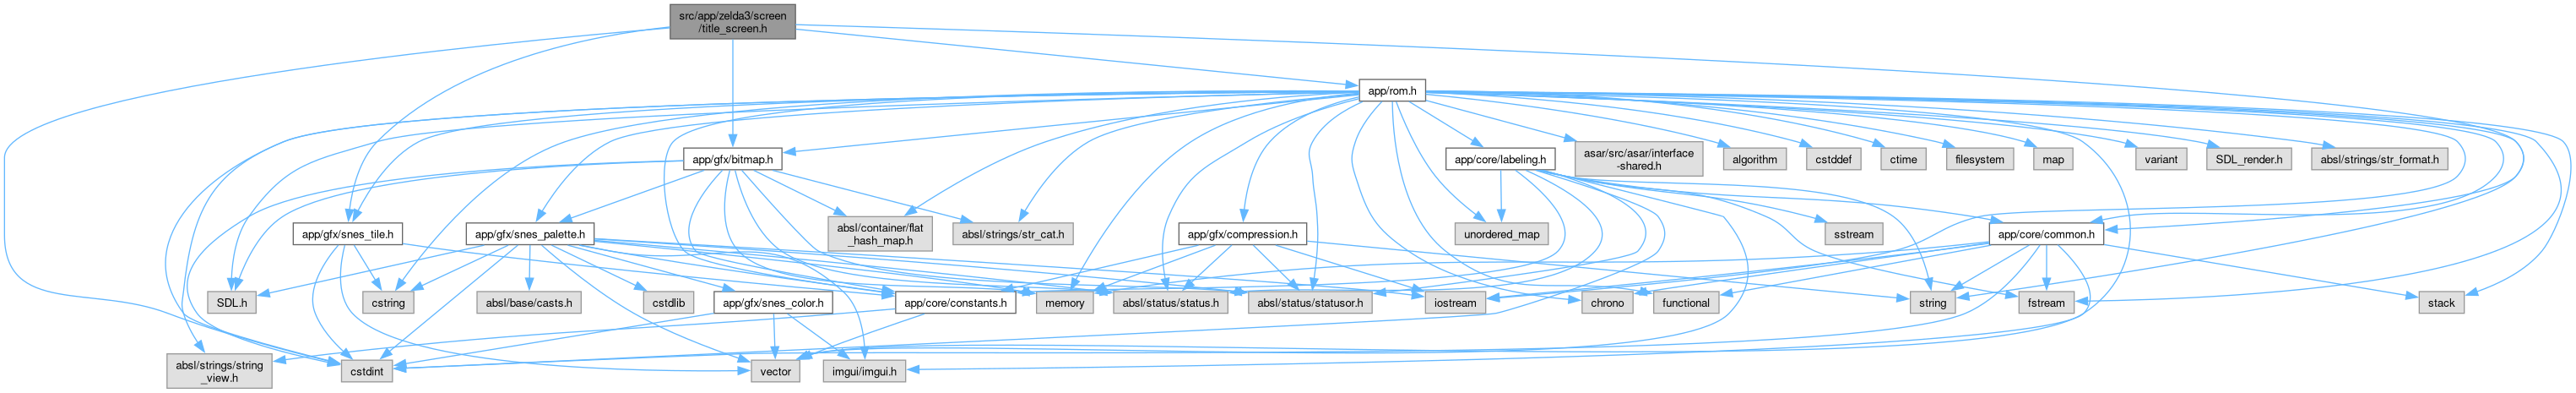 src/app/zelda3/screen
/title_screen.h
app/rom.h
app/gfx/bitmap.h
app/core/labeling.h
asar/src/asar/interface
-shared.h
algorithm
cstddef
ctime
filesystem
map
variant
SDL_render.h
absl/strings/str_format.h
app/gfx/snes_tile.h
app/gfx/snes_palette.h
absl/container/flat
_hash_map.h
absl/strings/str_cat.h
app/gfx/compression.h
unordered_map
sstream
app/core/common.h
SDL.h
cstring
absl/base/casts.h
cstdlib
app/gfx/snes_color.h
app/core/constants.h
memory
absl/status/status.h
absl/status/statusor.h
iostream
chrono
functional
string
fstream
stack
absl/strings/string
_view.h
cstdint
vector
imgui/imgui.h